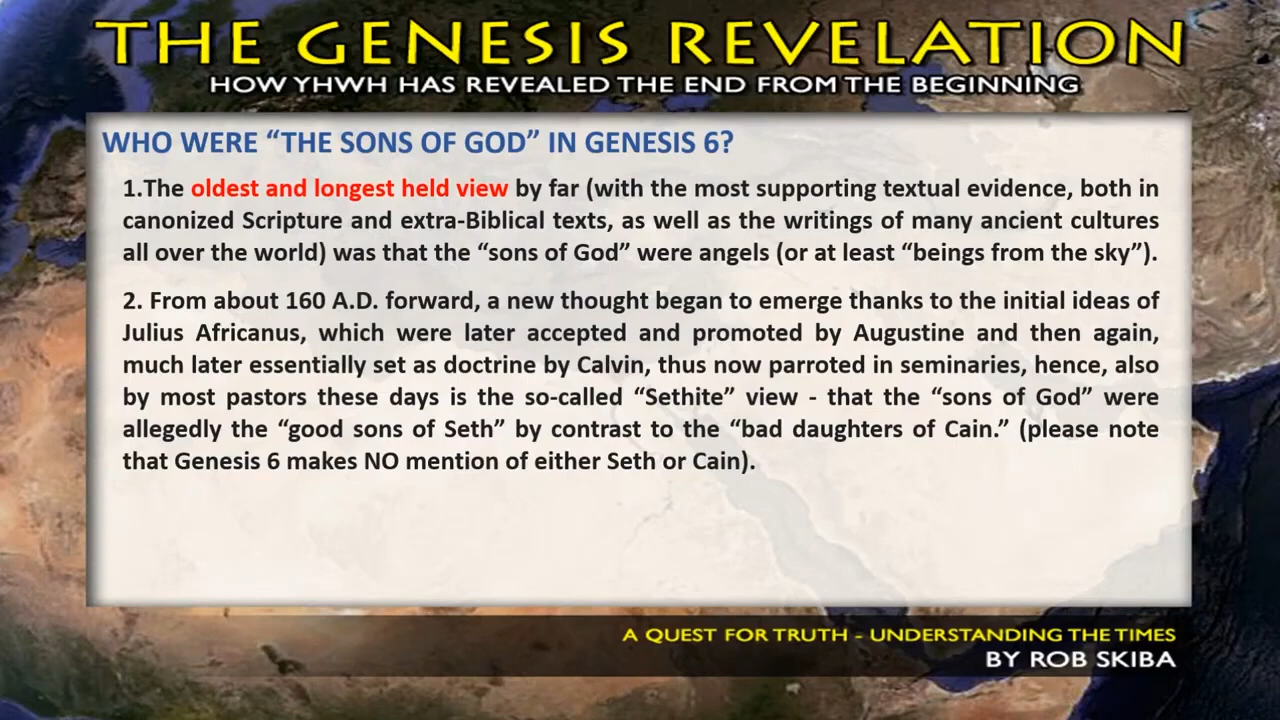 THE GENESIS REVELATION
HOW YHWH HAS REVEALED THE END FROM THE BEGINNING
WHO WERE “THE SONS OF GOD” IN GENESIS 6?
1.The oldest and longest held view by far (with the most supporting textual evidence, both in
canonized Scripture and extra-Biblical texts, as well as the writings of many ancient cultures
all over the world) was that the “sons of God” were angels (or at least “beings from the sky”).
2. From about 160 A.D. forward, a new thought began to emerge thanks to the initial ideas of
Julius Africanus, which were later accepted and promoted by Augustine and then again,
much later essentially set as doctrine by Calvin, thus now parroted in seminaries, hence, also
by most pastors these days is the so-called “Sethite” view - that the “sons of God” were
allegedly the “good sons of Seth” by contrast to the “bad daughters of Cain.” (please note
that Genesis 6 makes NO mention of either Seth or Cain).
A QUEST FOR TRUTH - UNDERSTANDING THE TIMES
BY ROB SKIBA